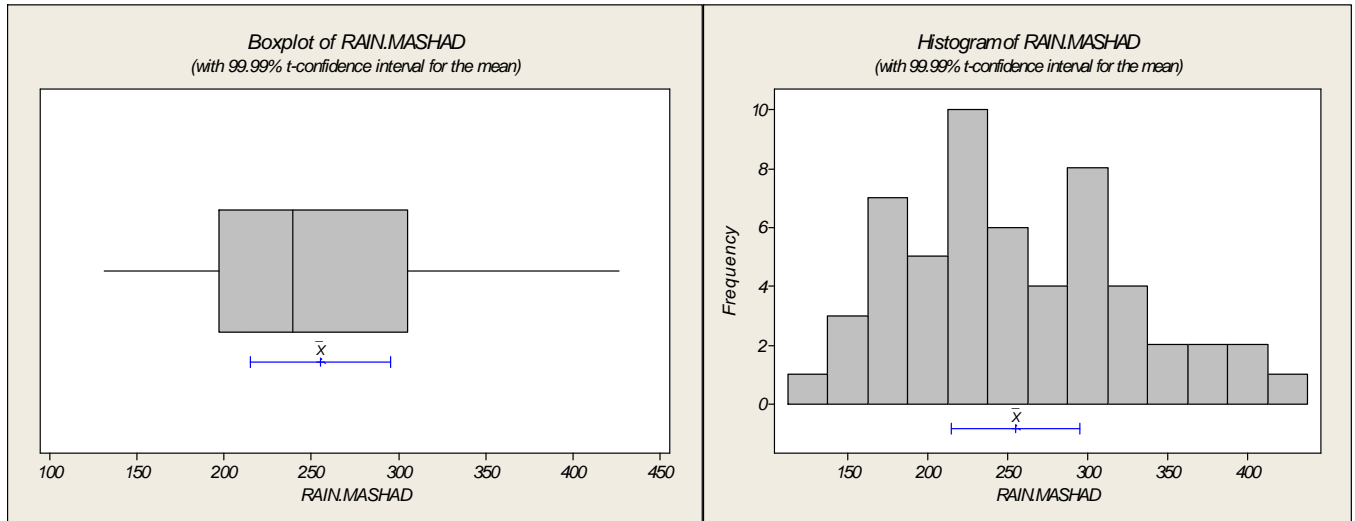 Boxplot of RAIN.MASHAD
(with 99.99% t-confidence interval for the mean)
x̄
100 150 200 250 300 350 400 450
RAIN.MASHAD
Histogram of RAIN.MASHAD
(with 99.99% t-confidence interval for the mean)
Frequency
10
8
6
4
2
0
x̄
150 200 250 300 350 400
RAIN.MASHAD